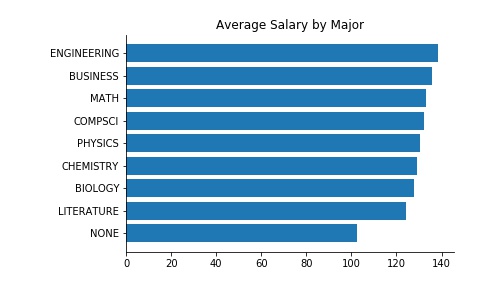 Average Salary by Major
ENGINEERING
BUSINESS
MATH
COMPSCI
PHYSICS
CHEMISTRY
BIOLOGY
LITERATURE
NONE
0 20 40 60 80 100 120 140